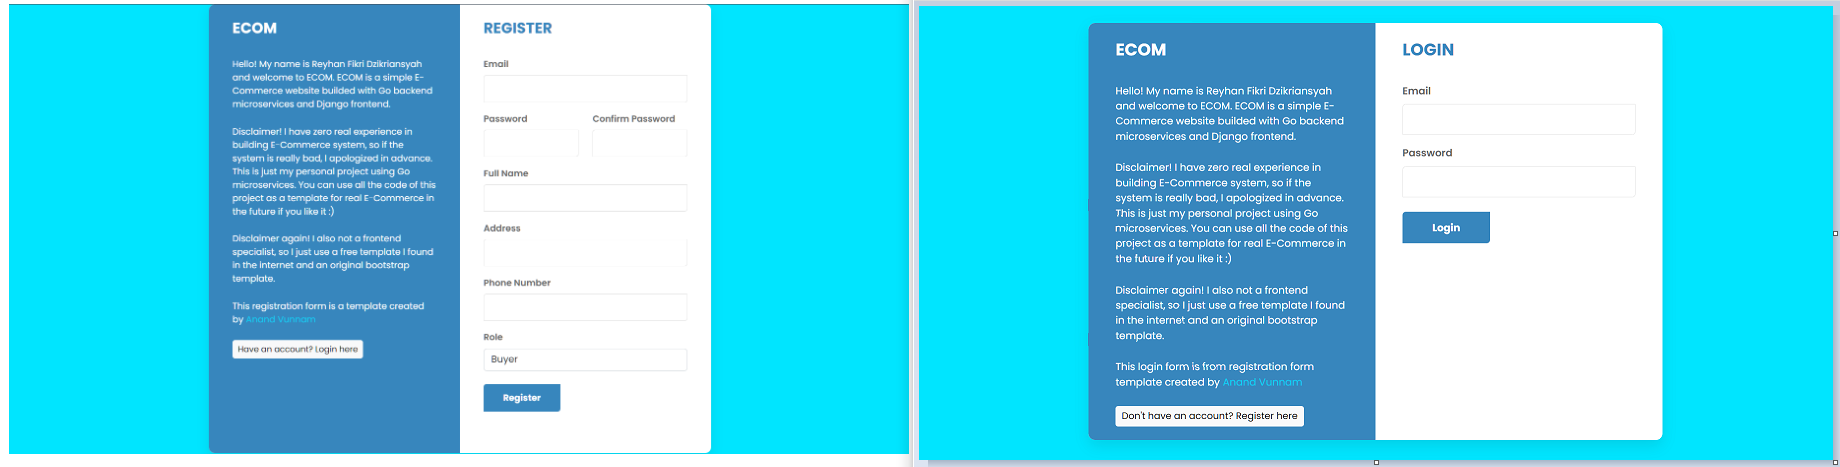 ECOM
Hello! My name is Reyhan Fikri Dzikriansyah
and welcome to ECOM. ECOM is a simple E-
Commerce website builded with Go backend
microservices and Django frontend.
Disclaimer! I have zero real experience in
building E-Commerce system, so if the
system is really bad, I apologized in advance.
This is just my personal project using Go
microservices. You can use all the code of this
project as a template for real E-Commerce in
the future if you like it :)
Disclaimer again! I also not a frontend
specialist, so I just use a free template I found
in the internet and an original bootstrap
template.
This registration form is a template created
by Anand Vunnam
Have an account? Login here
REGISTER
Email
Password Confirm Password
Full Name
Address
Phone Number
Role
Buyer
Register
ECOM
Hello! My name is Reyhan Fikri Dzikriansyah
and welcome to ECOM. ECOM is a simple E-
Commerce website builded with Go backend
microservices and Django frontend.
Disclaimer! I have zero real experience in
building E-Commerce system, so if the
system is really bad, I apologized in advance.
This is just my personal project using Go
microservices. You can use all the code of this
project as a template for real E-Commerce in
the future if you like it :)
Disclaimer again! I also not a frontend
specialist, so I just use a free template I found
in the internet and an original bootstrap
template.
This login form is from registration form
template created by Anand Vunnam
Don't have an account? Register here
LOGIN
Email
Password
Login